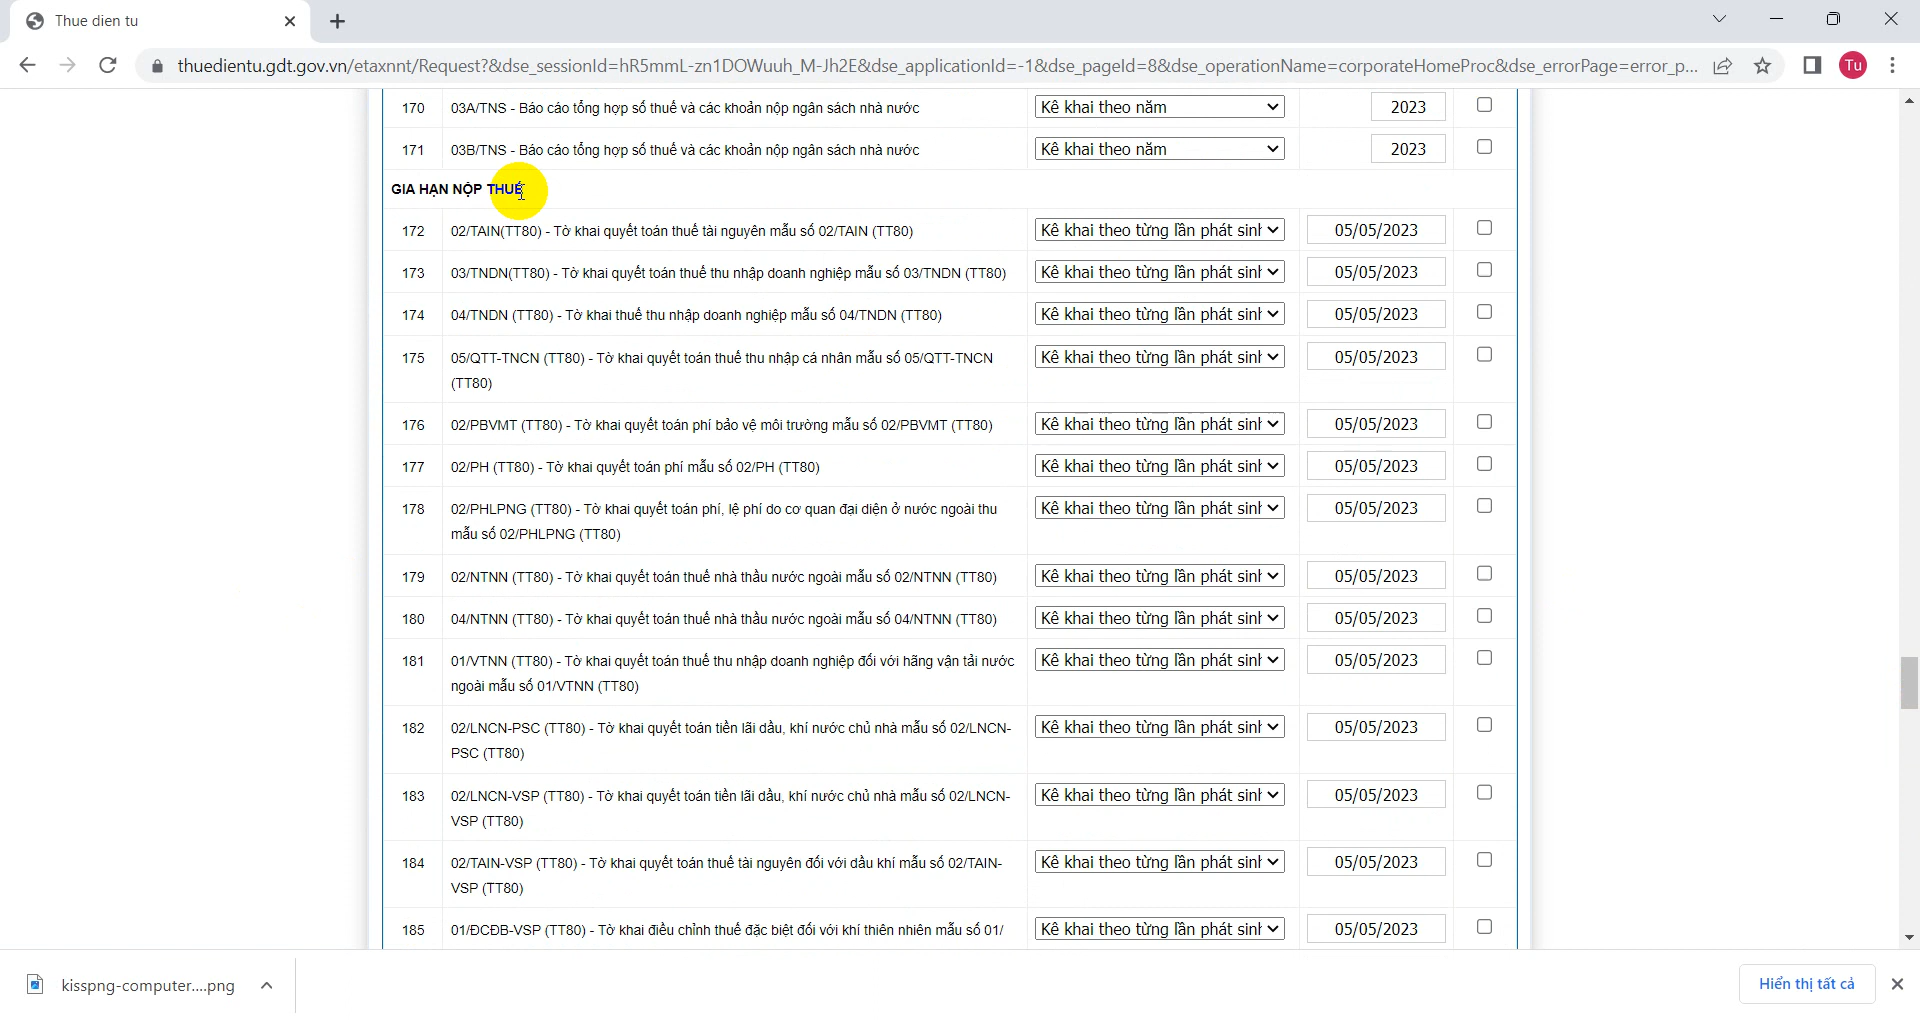 Thue dien tu
thuedientu.gdt.gov.vn/etaxnnt/Request?&dse_sessionId=hR5mmL-zn1DOWuuh_M-Jh2E&dse_applicationId=-1&dse_pageId=8&dse_operationName=corporateHomeProc&dse_errorPage=error_p...
Tu
170 03A/TNS - Báo cáo tổng hợp số thuế và các khoản nộp ngân sách nhà nước Kê khai theo năm 2023
171 03B/TNS - Báo cáo tổng hợp số thuế và các khoản nộp ngân sách nhà nước Kê khai theo năm 2023
GIA HẠN NỘP THUẾ
172 02/TAIN(TT80) - Tờ khai quyết toán thuế tài nguyên mẫu số 02/TAIN (TT80) Kê khai theo từng lần phát sinh 05/05/2023
173 03/TNDN(TT80) - Tờ khai quyết toán thuế thu nhập doanh nghiệp mẫu số 03/TNDN (TT80) Kê khai theo từng lần phát sinh 05/05/2023
174 04/TNDN (TT80) - Tờ khai thuế thu nhập doanh nghiệp mẫu số 04/TNDN (TT80) Kê khai theo từng lần phát sinh 05/05/2023
175 05/QTT-TNCN (TT80) - Tờ khai quyết toán thuế thu nhập cá nhân mẫu số 05/QTT-TNCN Kê khai theo từng lần phát sinh 05/05/2023
(TT80)
176 02/PBVMT (TT80) - Tờ khai quyết toán phí bảo vệ môi trường mẫu số 02/PBVMT (TT80) Kê khai theo từng lần phát sinh 05/05/2023
177 02/PH (TT80) - Tờ khai quyết toán phí mẫu số 02/PH (TT80) Kê khai theo từng lần phát sinh 05/05/2023
178 02/PHLPNG (TT80) - Tờ khai quyết toán phí, lệ phí do cơ quan đại diện ở nước ngoài thu Kê khai theo từng lần phát sinh 05/05/2023
mẫu số 02/PHLPNG (TT80)
179 02/NTNN (TT80) - Tờ khai quyết toán thuế nhà thầu nước ngoài mẫu số 02/NTNN (TT80) Kê khai theo từng lần phát sinh 05/05/2023
180 04/NTNN (TT80) - Tờ khai quyết toán thuế nhà thầu nước ngoài mẫu số 04/NTNN (TT80) Kê khai theo từng lần phát sinh 05/05/2023
181 01/VTNN (TT80) - Tờ khai quyết toán thuế thu nhập doanh nghiệp đối với hãng vận tải nước Kê khai theo từng lần phát sinh 05/05/2023
ngoài mẫu số 01/VTNN (TT80)
182 02/LNCN-PSC (TT80) - Tờ khai quyết toán tiền lãi dầu, khí nước chủ nhà mẫu số 02/LNCN- Kê khai theo từng lần phát sinh 05/05/2023
PSC (TT80)
183 02/LNCN-VSP (TT80) - Tờ khai quyết toán tiền lãi dầu, khí nước chủ nhà mẫu số 02/LNCN- Kê khai theo từng lần phát sinh 05/05/2023
VSP (TT80)
184 02/TAIN-VSP (TT80) - Tờ khai quyết toán thuế tài nguyên đối với dầu khí mẫu số 02/TAIN- Kê khai theo từng lần phát sinh 05/05/2023
VSP (TT80)
185 01/ĐCĐB-VSP (TT80) - Tờ khai điều chỉnh thuế đặc biệt đối với khí thiên nhiên mẫu số 01/ Kê khai theo từng lần phát sinh 05/05/2023
kisspng-computer....png
Hiển thị tất cả